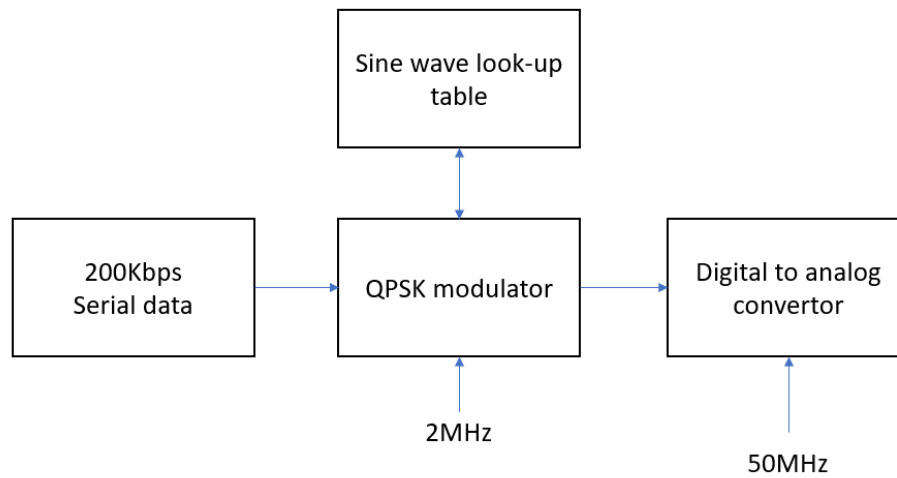 Sine wave look-up
table
200Kbps
Serial data
QPSK modulator
Digital to analog
convertor
2MHz
50MHz